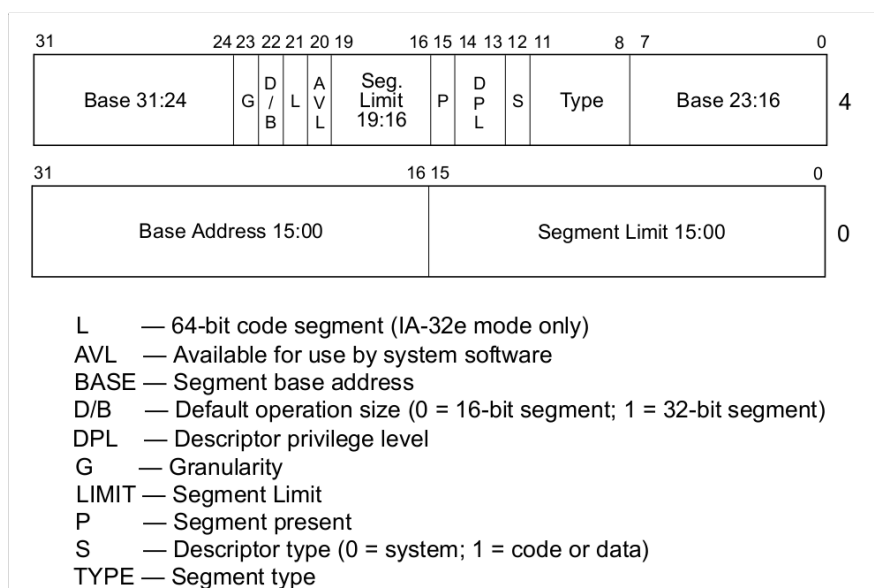 31 24 23 22 21 20 19 16 15 14 13 12 11 8 7 0
Base 31:24 G D/B L AVL Seg. Limit 19:16 P DPL S Type Base 23:16 4
31 16 15 0
Base Address 15:00 Segment Limit 15:00 0
L — 64-bit code segment (IA-32e mode only)
AVL — Available for use by system software
BASE — Segment base address
D/B — Default operation size (0 = 16-bit segment; 1 = 32-bit segment)
DPL — Descriptor privilege level
G — Granularity
LIMIT — Segment Limit
P — Segment present
S — Descriptor type (0 = system; 1 = code or data)
TYPE — Segment type